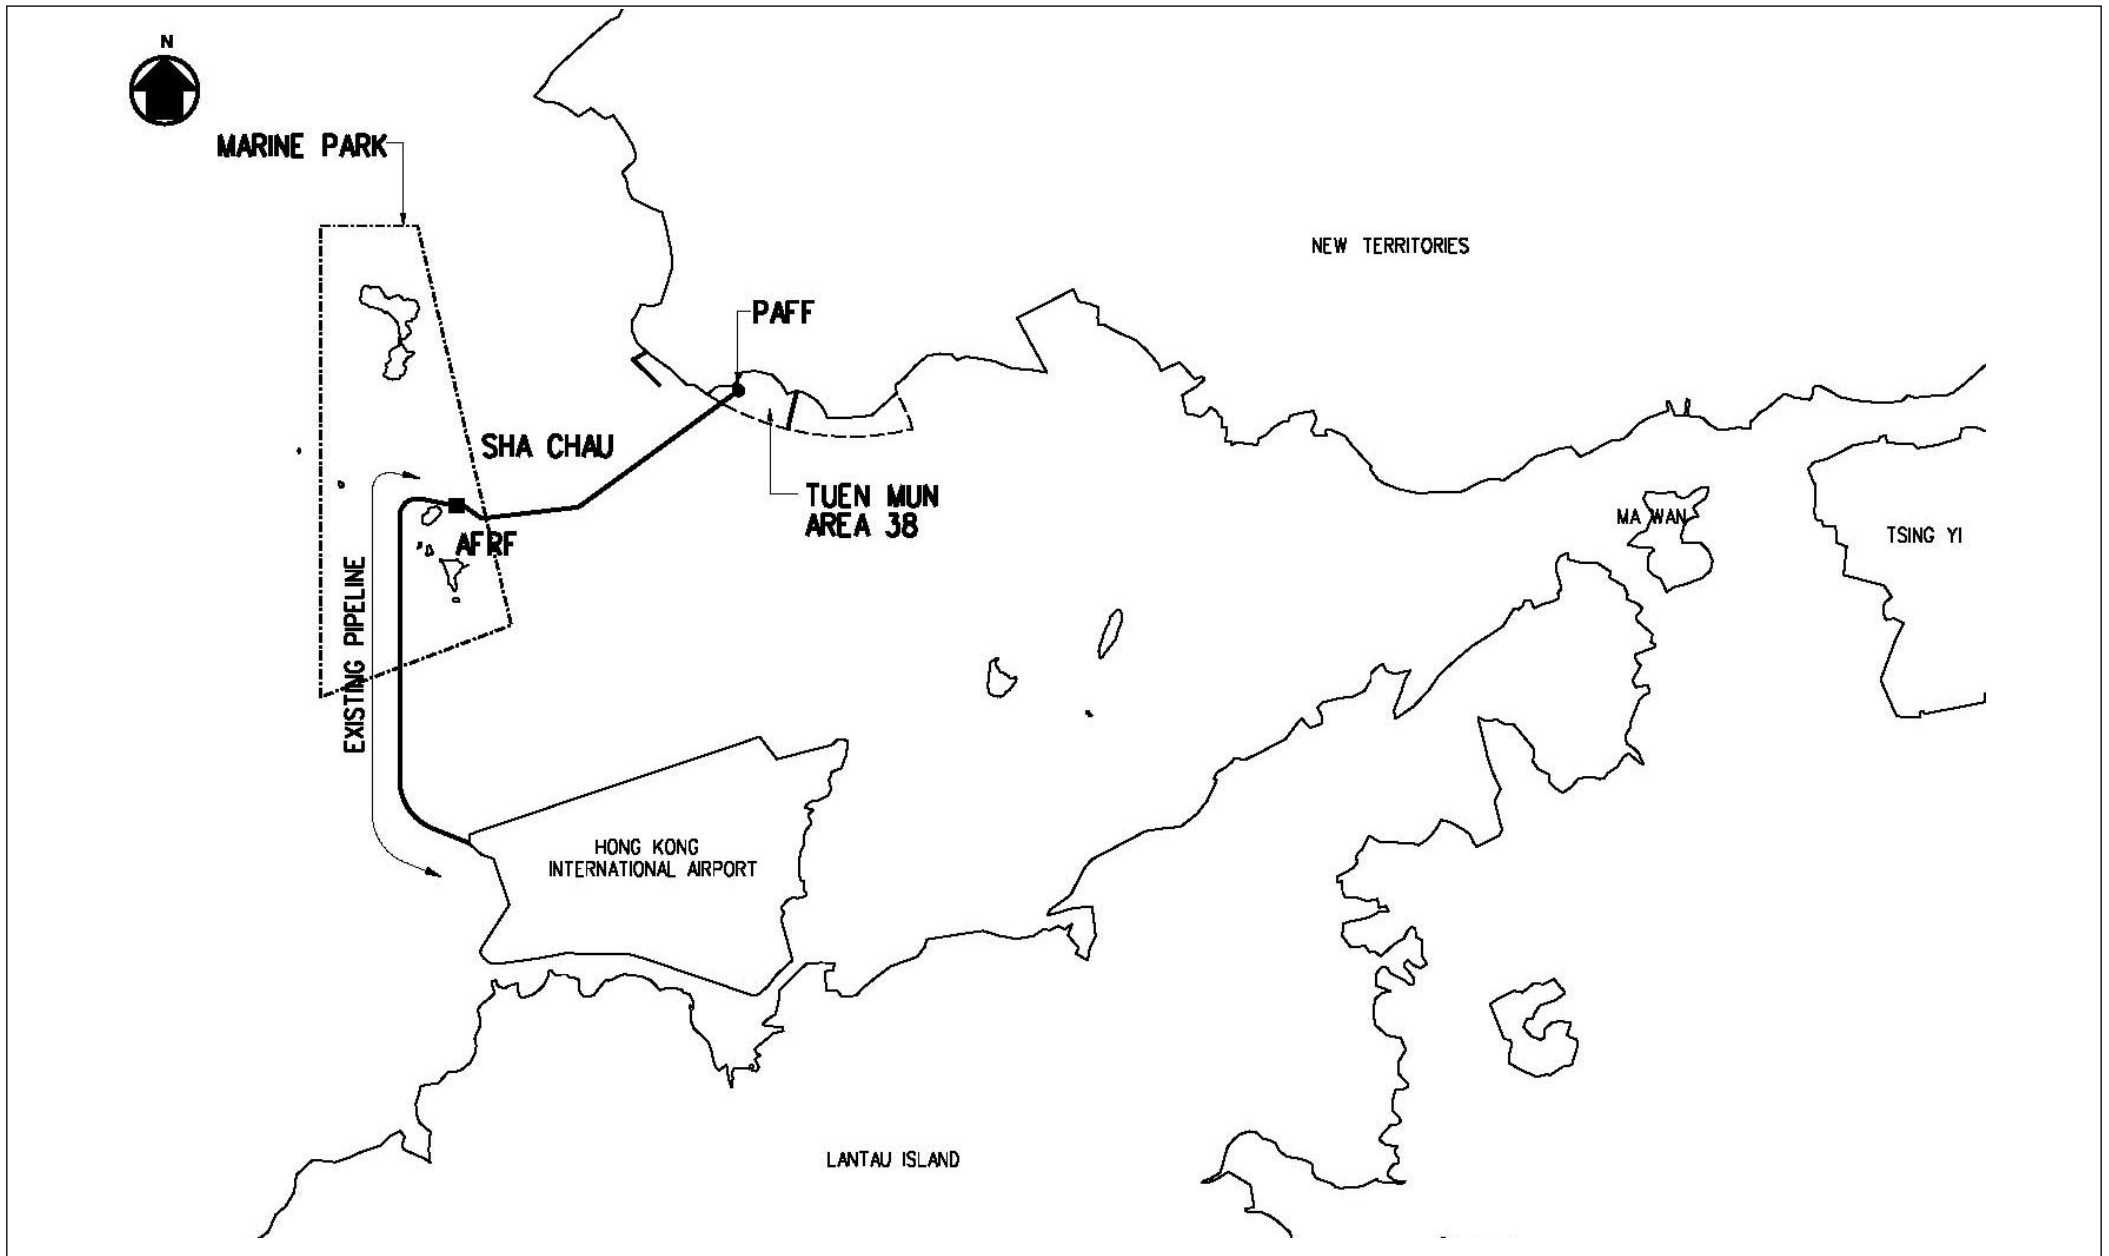 N
MARINE PARK
NEW TERRITORIES
PAFF
SHA CHAU
TUEN MUN
AREA 38
MA WAN
TSING YI
AFRF
EXISTING PIPELINE
HONG KONG
INTERNATIONAL AIRPORT
LANTAU ISLAND